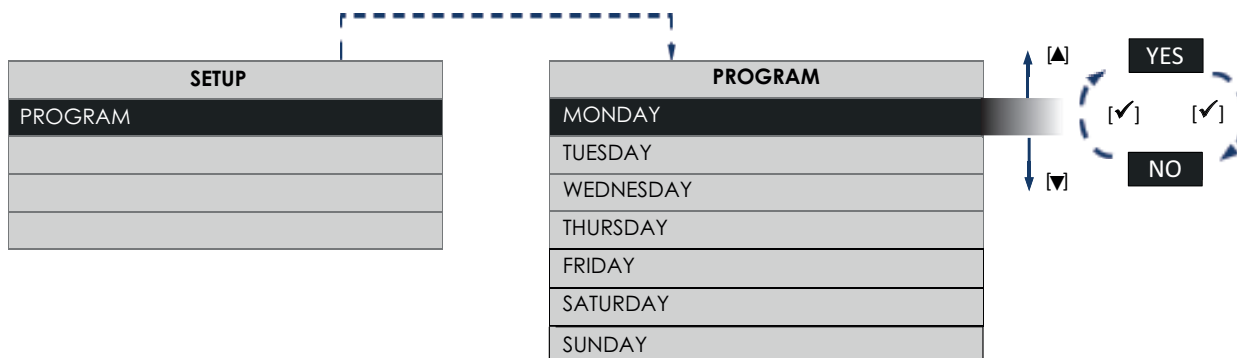 SETUP
PROGRAM
PROGRAM
MONDAY
TUESDAY
WEDNESDAY
THURSDAY
FRIDAY
SATURDAY
SUNDAY
[▲]
YES
[✔] [✔]
[▼]
NO